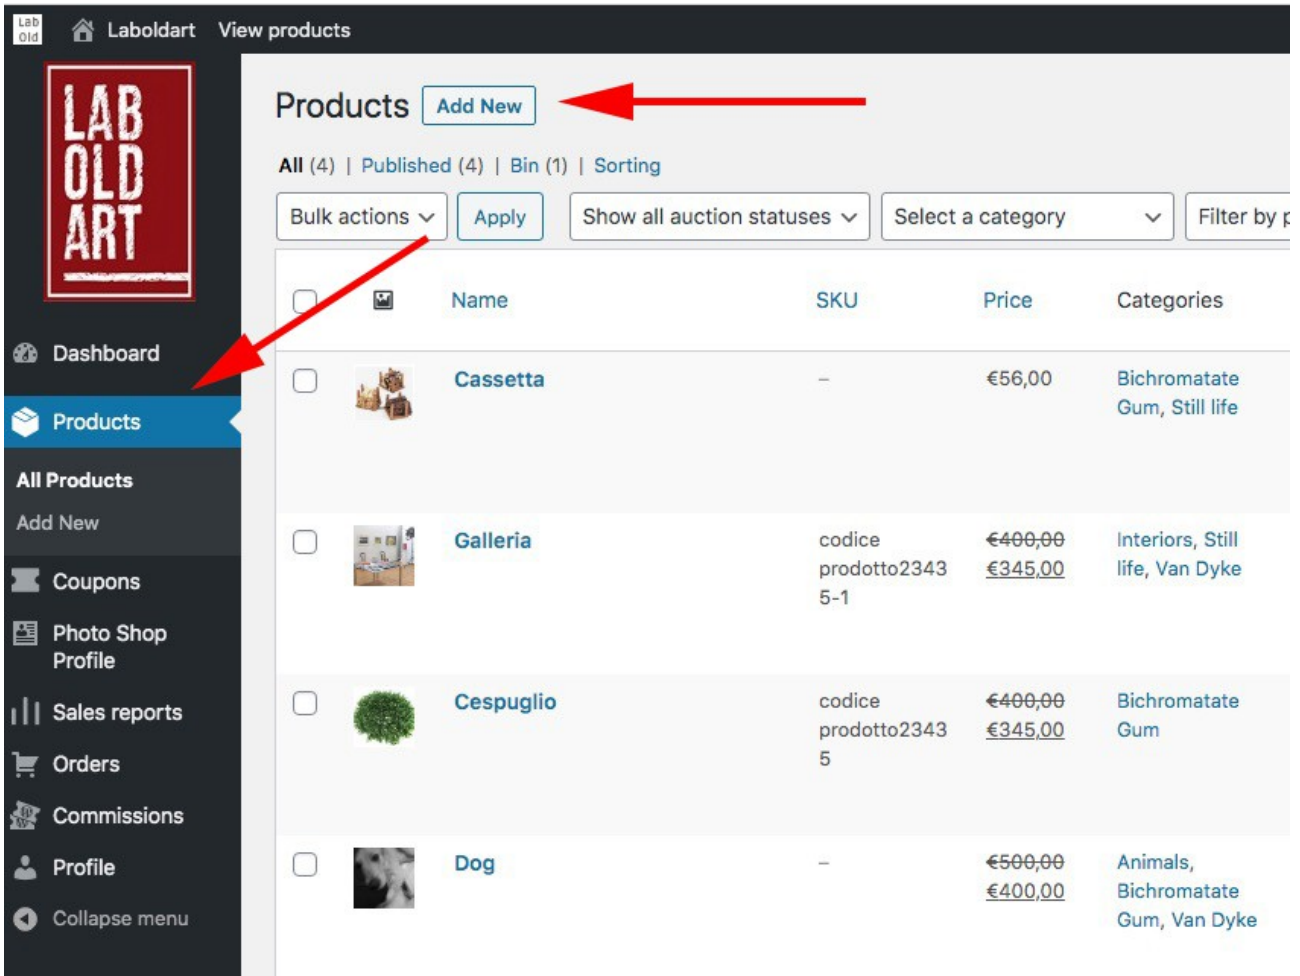 Lab
Old
Laboldart
View products
LAB
OLD
ART
Dashboard
Products
All Products
Add New
Coupons
Photo Shop
Profile
Sales reports
Orders
Commissions
Profile
Collapse menu
Products
Add New
All (4) | Published (4) | Bin (1) | Sorting
Bulk actions
Apply
Show all auction statuses
Select a category
Filter by p
Name
SKU
Price
Categories
Cassetta
–
€56,00
Bichromatate
Gum, Still life
Galleria
codice
prodotto2343
5-1
€400,00
€345,00
Interiors, Still
life, Van Dyke
Cespuglio
codice
prodotto2343
5
€400,00
€345,00
Bichromatate
Gum
Dog
–
€500,00
€400,00
Animals,
Bichromatate
Gum, Van Dyke